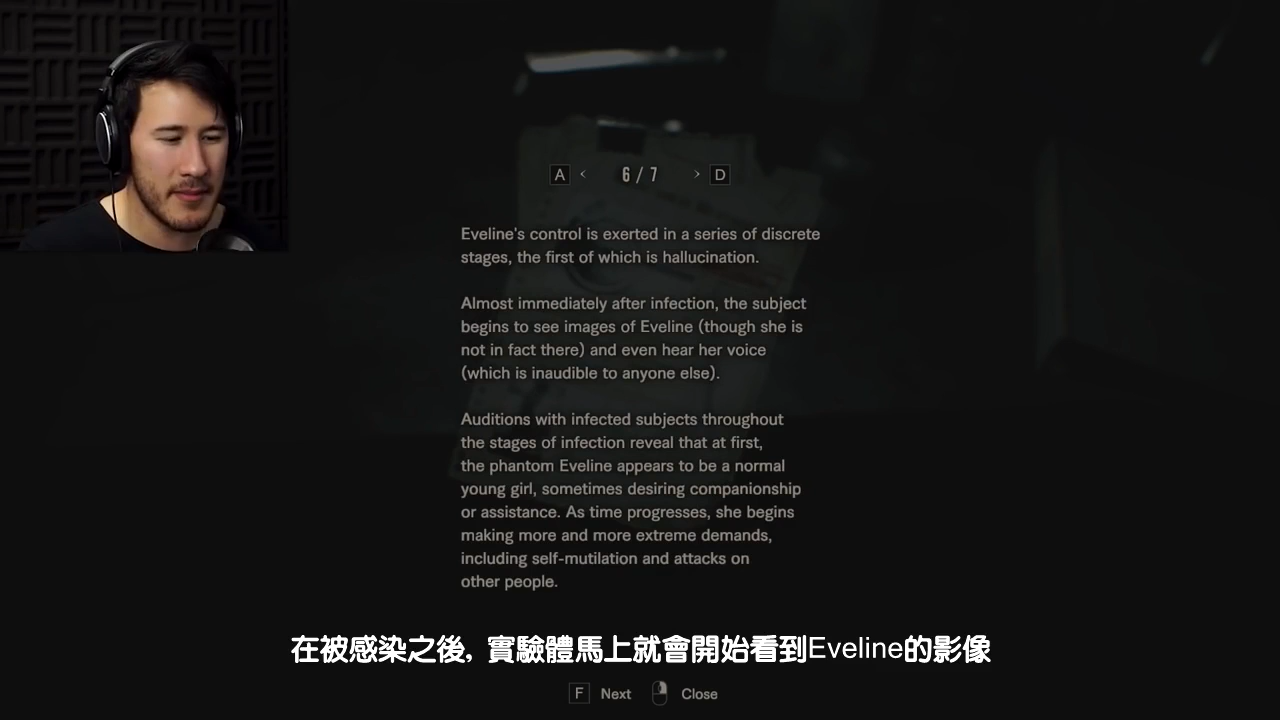 A < 6 / 7 > D
Eveline's control is exerted in a series of discrete
stages, the first of which is hallucination.
Almost immediately after infection, the subject
begins to see images of Eveline (though she is
not in fact there) and even hear her voice
(which is inaudible to anyone else).
Auditions with infected subjects throughout
the stages of infection reveal that at first,
the phantom Eveline appears to be a normal
young girl, sometimes desiring companionship
or assistance. As time progresses, she begins
making more and more extreme demands,
including self-mutilation and attacks on
other people.
在被感染之後, 實驗體馬上就會開始看到Eveline的影像
F Next Close